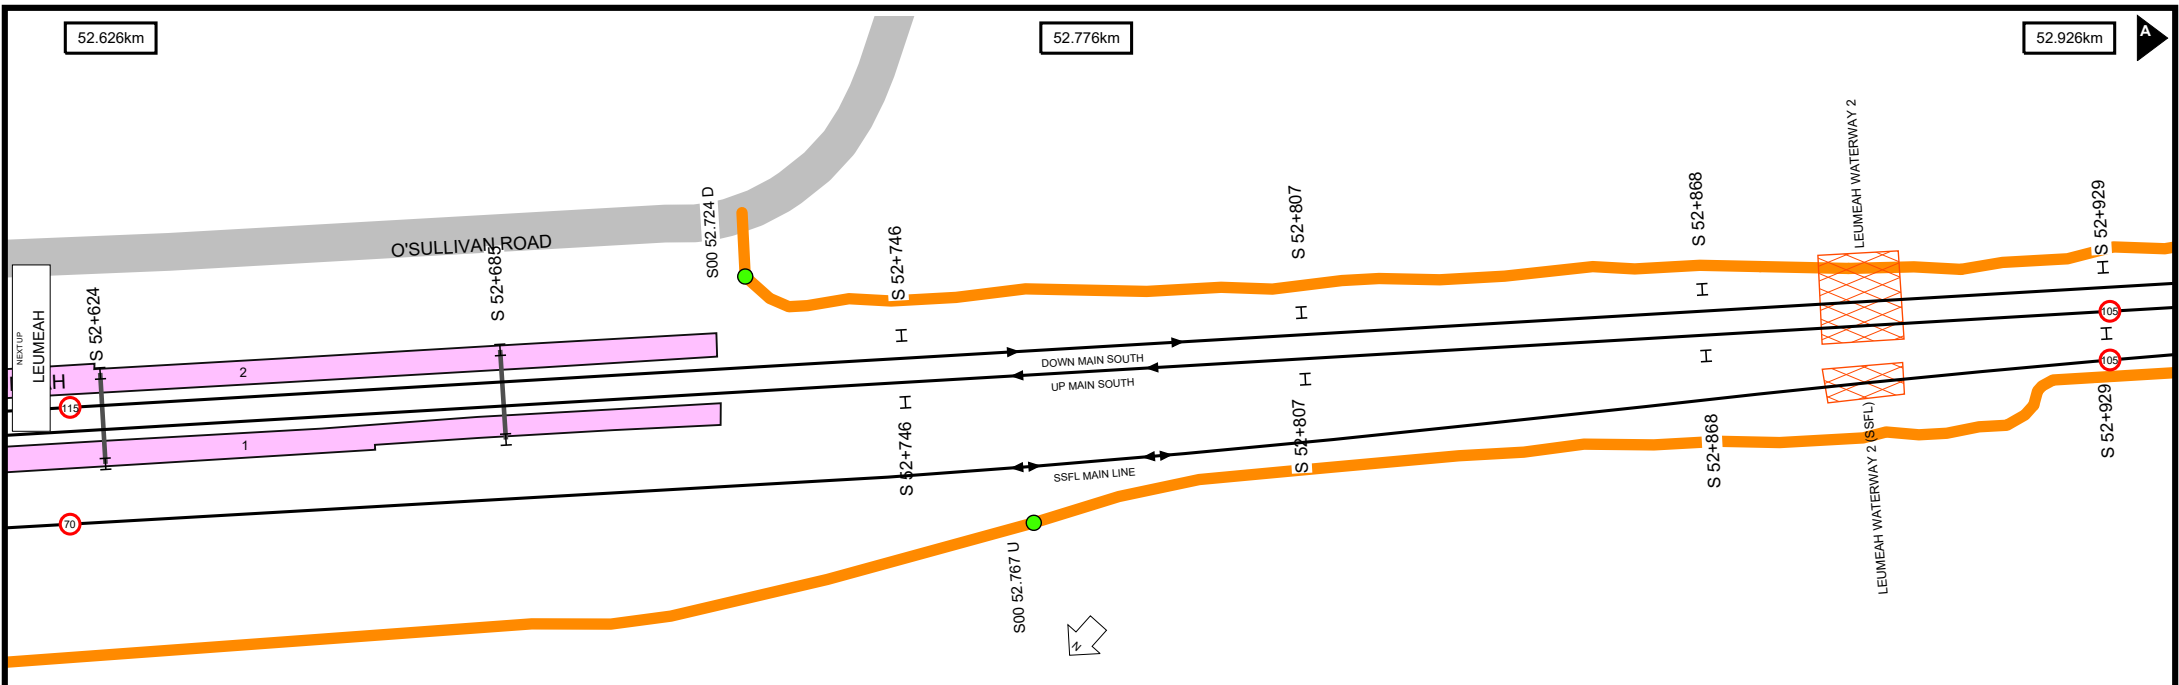 52.626km
52.776km
52.926km
A
LEUMEAH WATERWAY 2
S 52+929
S 52+868
S 52+807
S00 52.724 D
S 52+746
O'SULLIVAN ROAD
S 52+685
S 52+624
NEXT UP
LEUMEAH
2
115
1
70
DOWN MAIN SOUTH
UP MAIN SOUTH
SSFL MAIN LINE
105
105
S 52+746
S 52+807
S 52+868
S 52+929
LEUMEAH WATERWAY 2 (SSFL)
S00 52.767 U
N